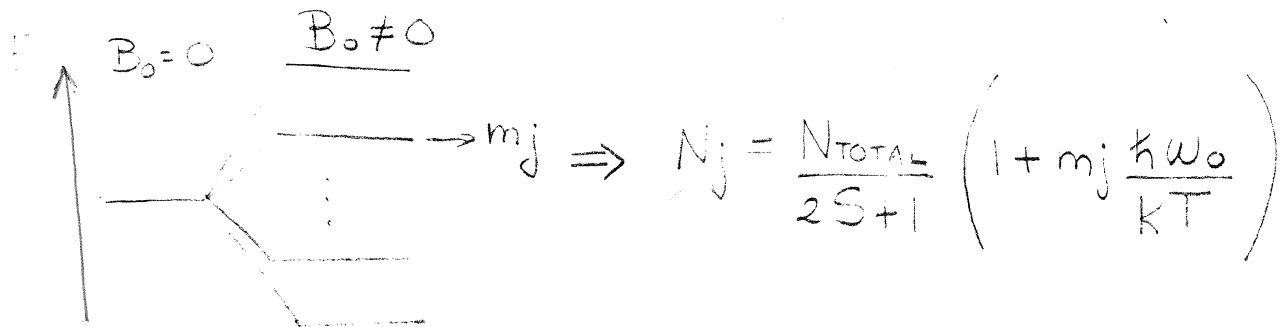 E B₀ = 0 B₀ ≠ 0
→ mj ⇒ Nj = N_TOTAL / (2S+1) (1 + mj ħω₀ / kT)